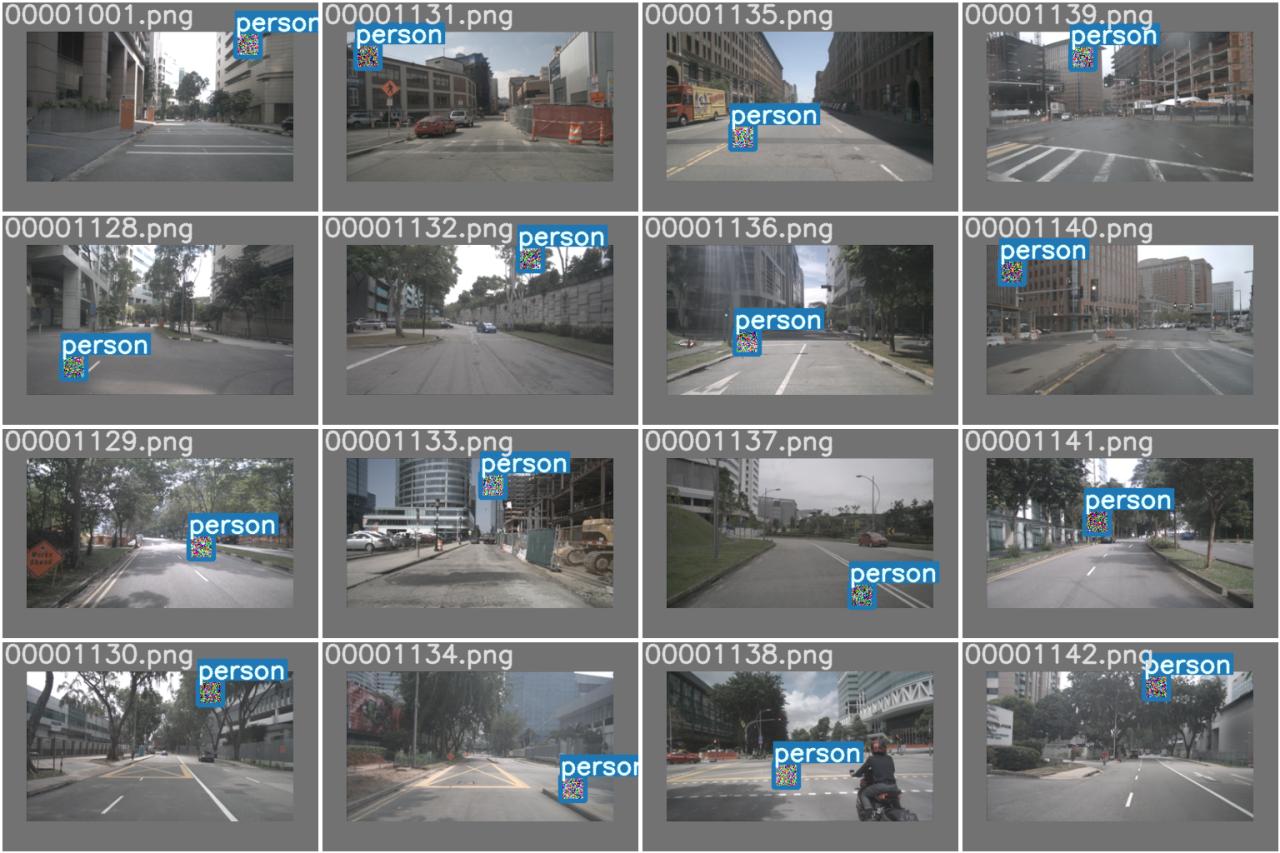 00001001.png
person
00001131.png
person
00001135.png
person
00001139.png
person
00001128.png
person
00001132.png
person
00001136.png
person
00001140.png
person
00001129.png
person
Works
Ahead
00001133.png
person
00001137.png
person
00001141.png
person
00001130.png
person
00001134.png
person
00001138.png
person
00001142.png
person